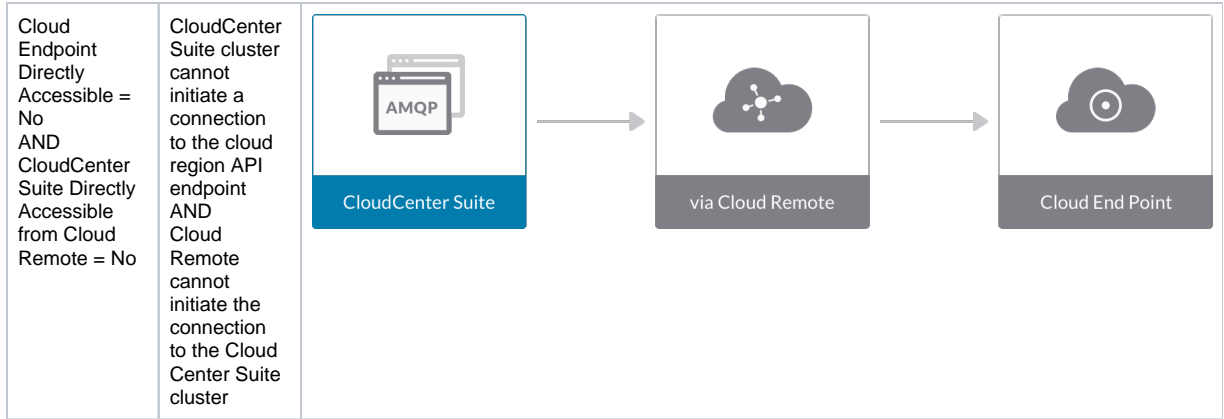 Cloud
Endpoint
Directly
Accessible =
No
AND
CloudCenter
Suite Directly
Accessible
from Cloud
Remote = No
CloudCenter
Suite cluster
cannot
initiate a
connection
to the cloud
region API
endpoint
AND
Cloud
Remote
cannot
initiate the
connection
to the Cloud
Center Suite
cluster
AMQP
CloudCenter Suite
via Cloud Remote
Cloud End Point